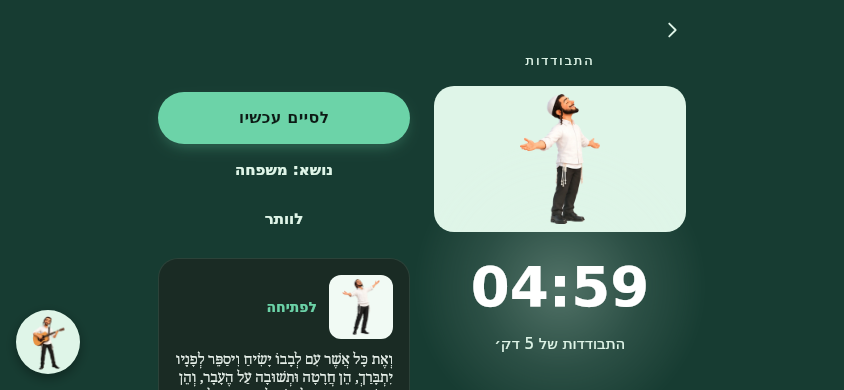 התבודדות
04:59
התבודדות של 5 דק׳
לסיים עכשיו
נושא: משפחה
לוותר
לפתיחה
וְאֶת כָּל אֲשֶׁר עִם לְבָבוֹ יָשִׂיחַ וִיסַפֵּר לְפָנָיו
יִתְבָּרַךְ, הֵן חֲרָטָה וּתְשׁוּבָה עַל הֶעָבָר, וְהֵן